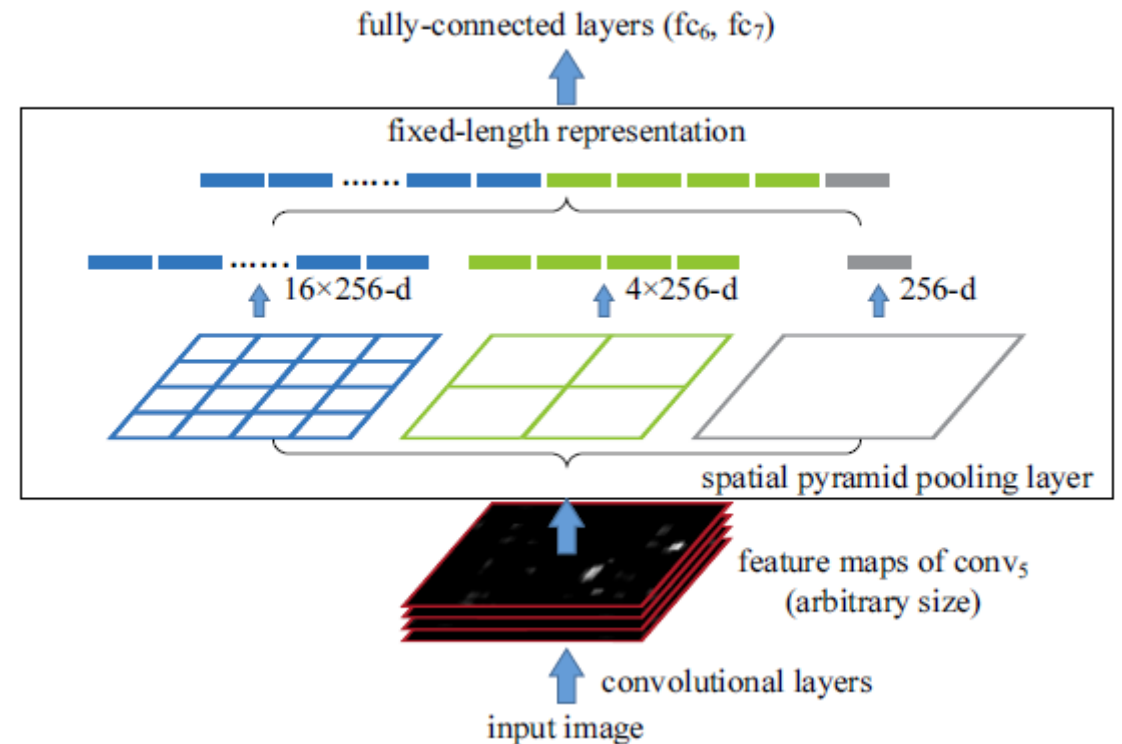 fully-connected layers (fc₆, fc₇)
fixed-length representation
......
......
16×256-d
4×256-d
256-d
spatial pyramid pooling layer
feature maps of conv₅
(arbitrary size)
convolutional layers
input image